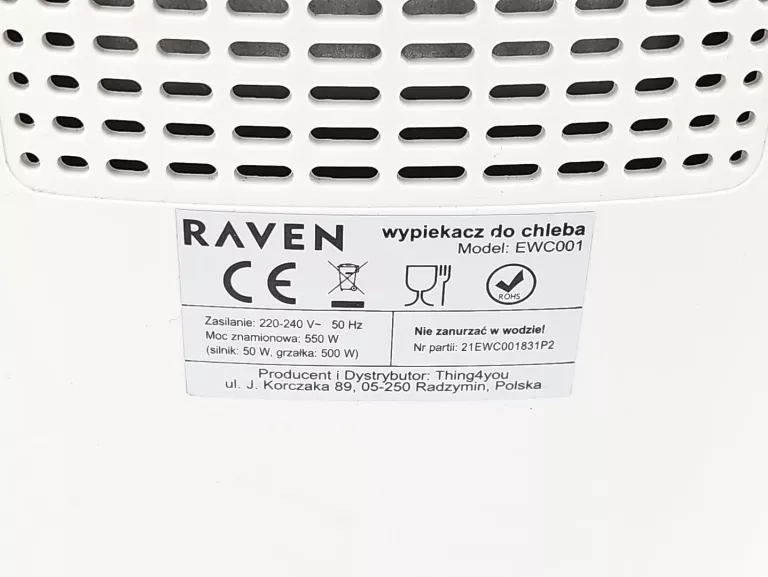 RAVEN
wypiekacz do chleba
Model: EWC001
CE
ROHS
Zasilanie: 220-240 V~ 50 Hz
Moc znamionowa: 550 W
(silnik: 50 W, grzałka: 500 W)
Nie zanurzać w wodzie!
Nr partii: 21EWC001831P2
Producent i Dystrybutor: Thing4you
ul. J. Korczaka 89, 05-250 Radzymin, Polska